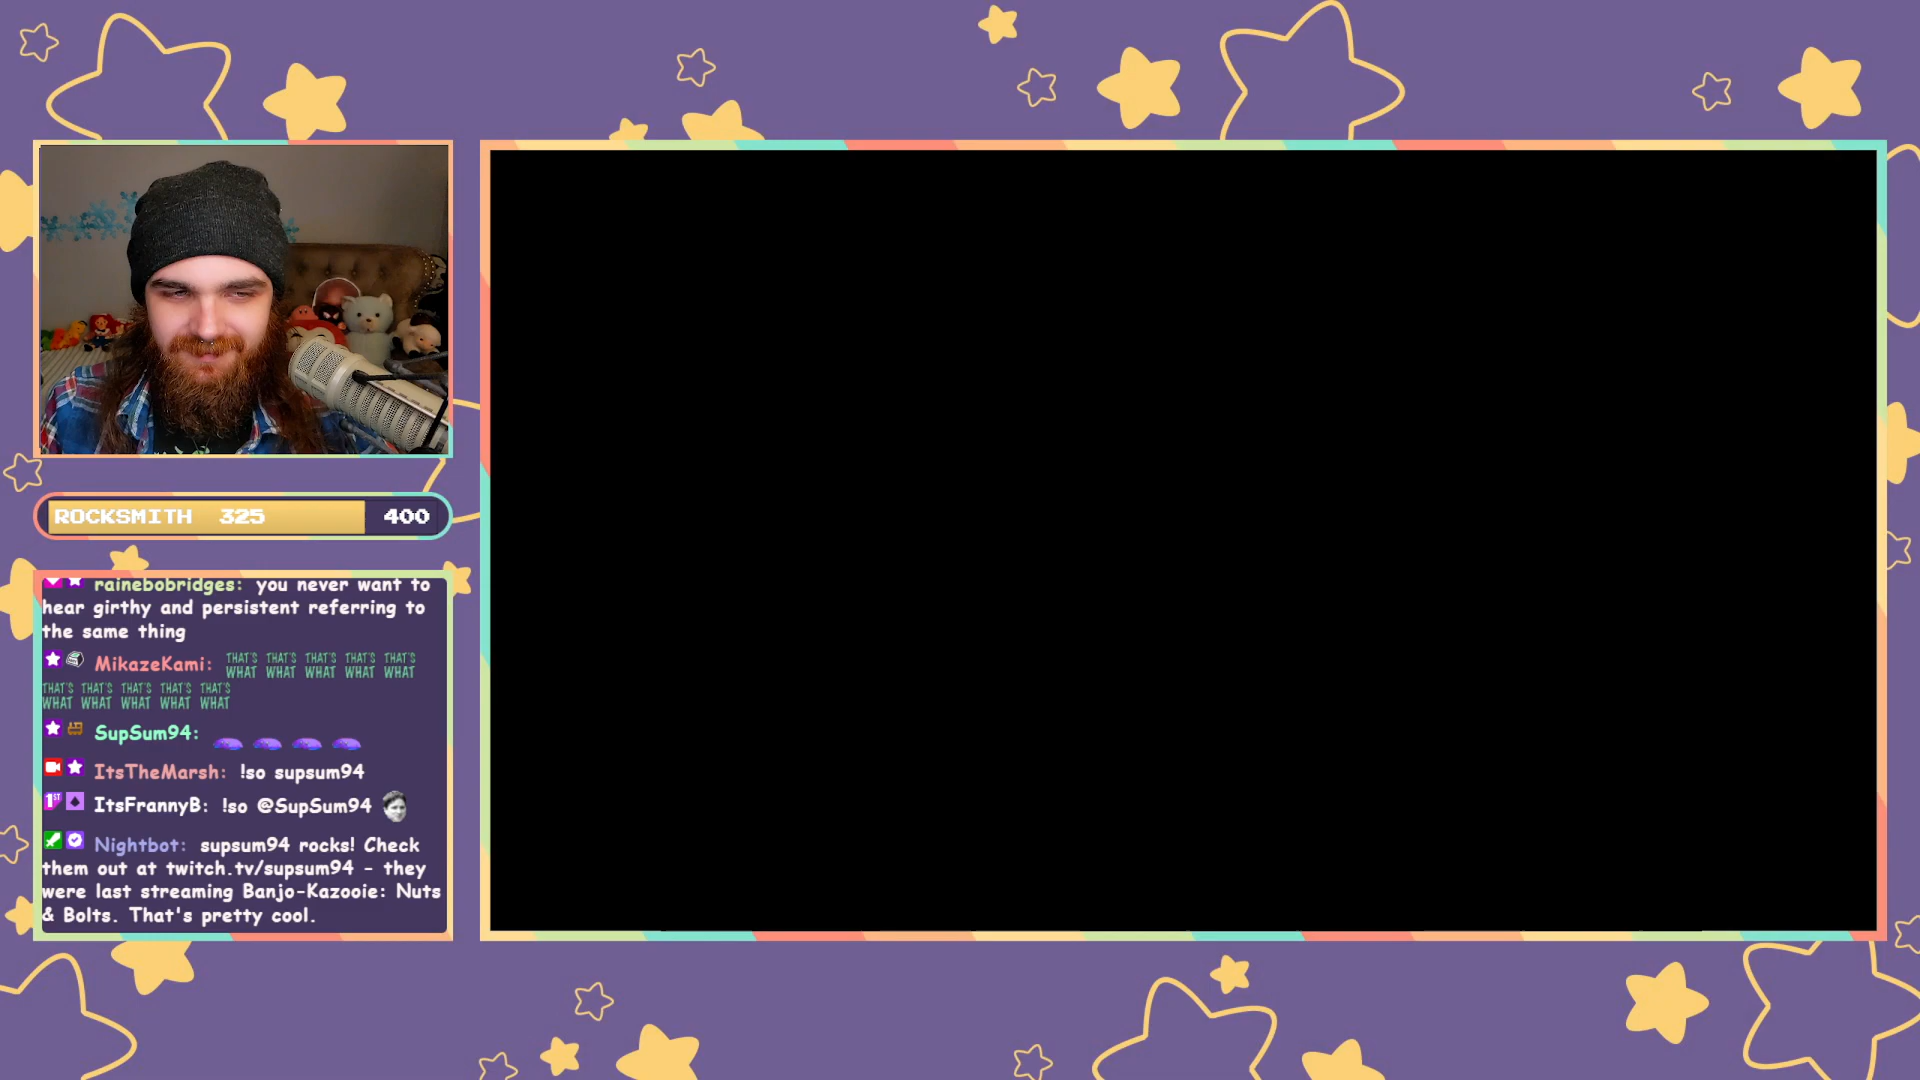 ROCKSMITH 325 400
rainebobridges: you never want to
hear girthy and persistent referring to
the same thing
MikazeKami: THAT'S WHAT THAT'S WHAT THAT'S WHAT THAT'S WHAT THAT'S WHAT
THAT'S WHAT THAT'S WHAT THAT'S WHAT THAT'S WHAT THAT'S WHAT
SupSum94:
ItsTheMarsh: !so supsum94
1ST ItsFrannyB: !so @SupSum94
Nightbot: supsum94 rocks! Check
them out at twitch.tv/supsum94 - they
were last streaming Banjo-Kazooie: Nuts
& Bolts. That's pretty cool.